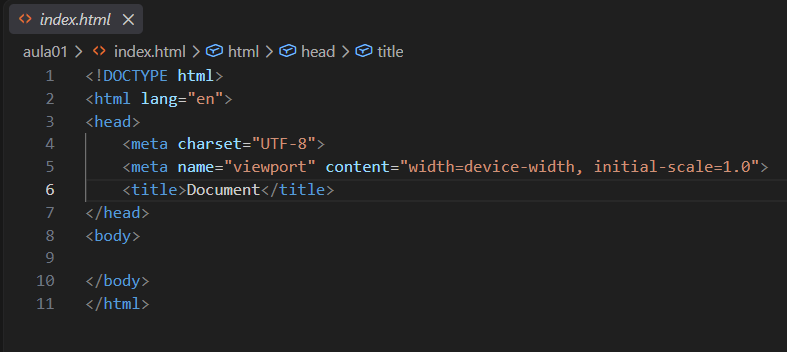 index.html
aula01 > index.html > html > head > title
1 <!DOCTYPE html>
2 <html lang="en">
3 <head>
4     <meta charset="UTF-8">
5     <meta name="viewport" content="width=device-width, initial-scale=1.0">
6     <title>Document</title>
7 </head>
8 <body>
9
10 </body>
11 </html>